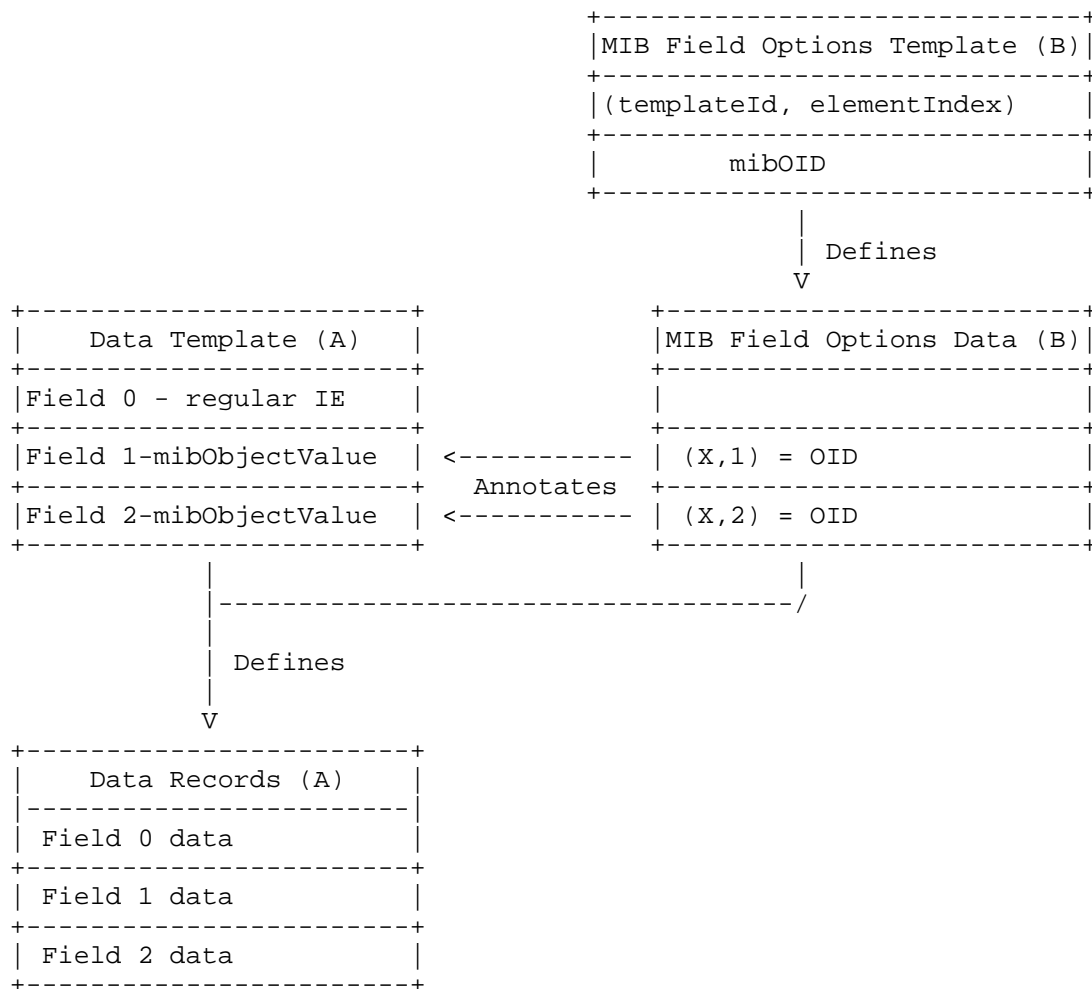 MIB Field Options Template (B)
(templateId, elementIndex)
mibOID
Defines
V
Data Template (A)
MIB Field Options Data (B)
Field 0 - regular IE
Field 1-mibObjectValue <----------- (X,1) = OID
Annotates
Field 2-mibObjectValue <----------- (X,2) = OID
Defines
V
Data Records (A)
Field 0 data
Field 1 data
Field 2 data